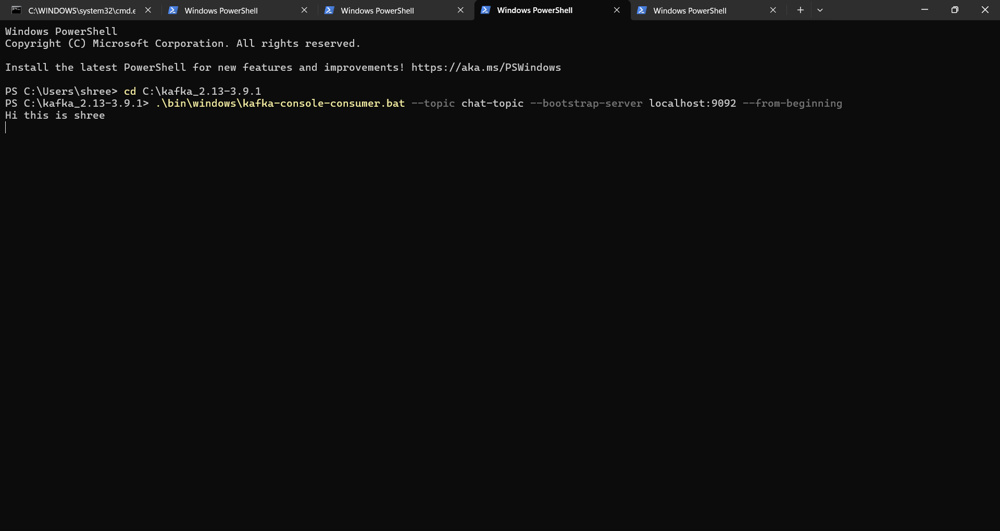 C:\WINDOWS\system32\cmd.e
Windows PowerShell
Windows PowerShell
Windows PowerShell
Windows PowerShell
Windows PowerShell
Copyright (C) Microsoft Corporation. All rights reserved.
Install the latest PowerShell for new features and improvements! https://aka.ms/PSWindows
PS C:\Users\shree> cd C:\kafka_2.13-3.9.1
PS C:\kafka_2.13-3.9.1> .\bin\windows\kafka-console-consumer.bat --topic chat-topic --bootstrap-server localhost:9092 --from-beginning
Hi this is shree